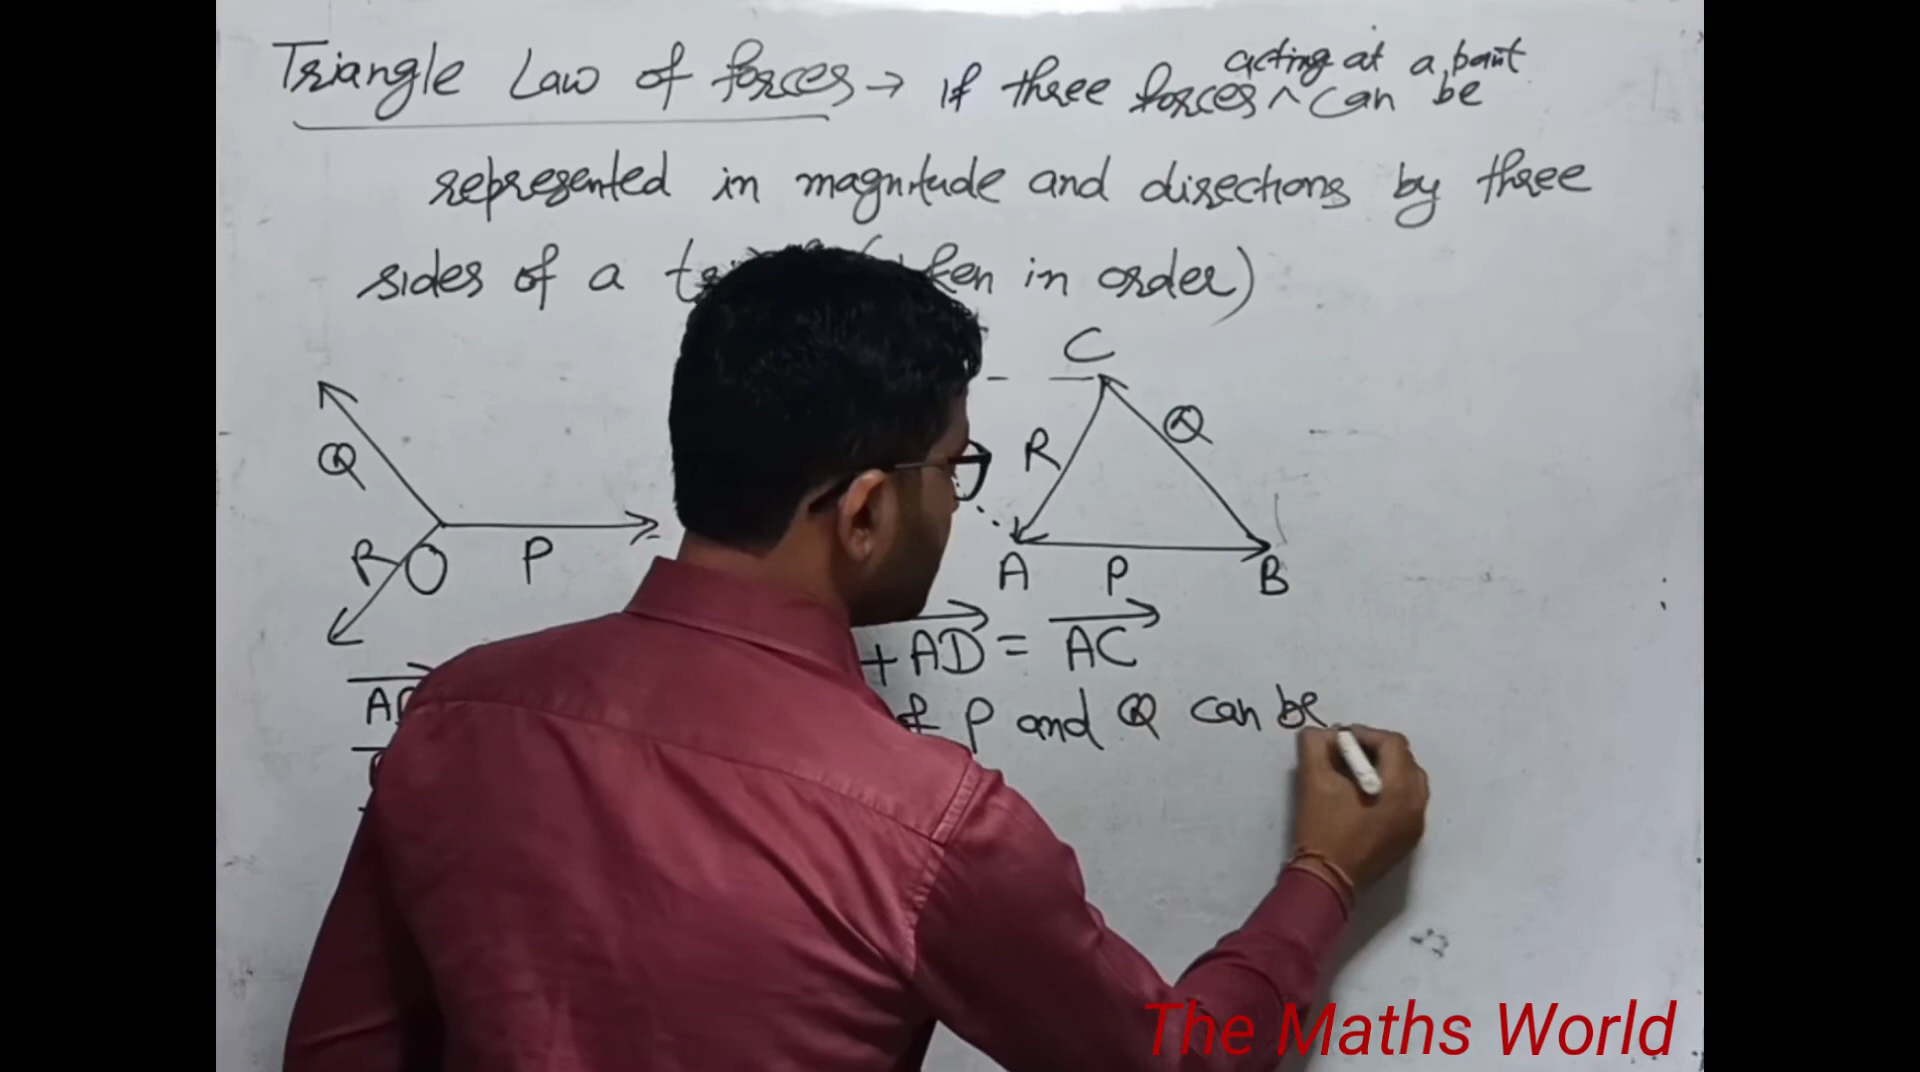 Triangle Law of forces → If three forces ^ can be
acting at a point
represented in magnitude and directions by three
sides of a in order)
C
Q
Q
R
R
O
P
A
P
B
+ AD = AC
of P and Q can be
The Maths World